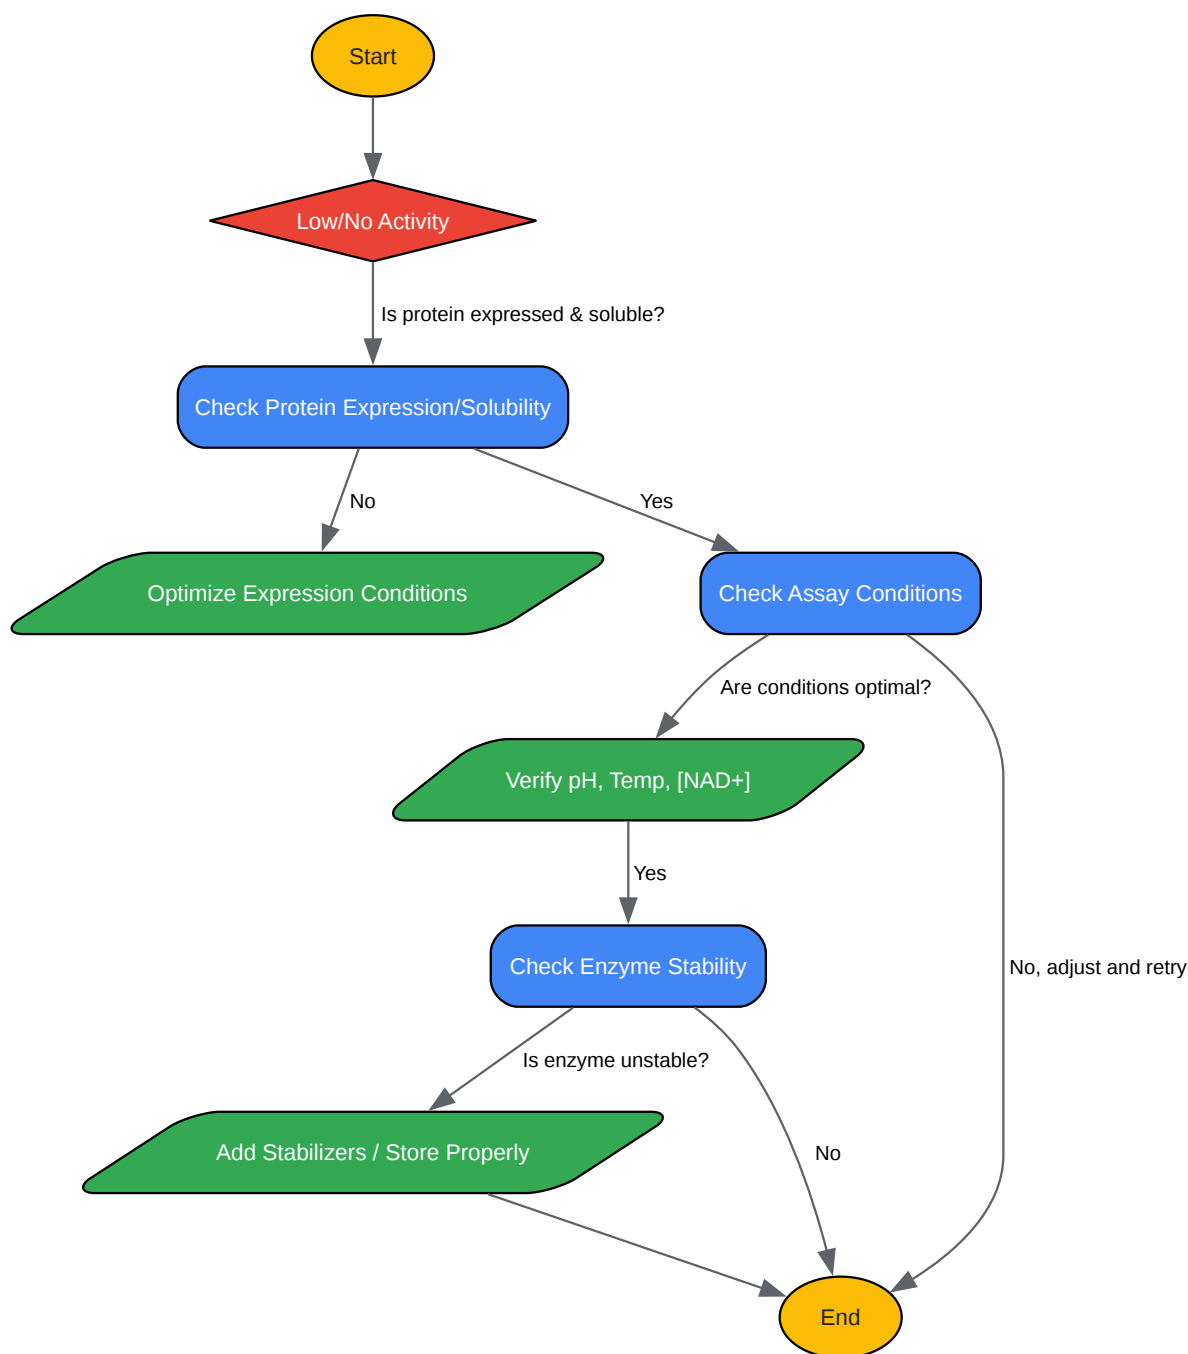 Start
Low/No Activity
Is protein expressed & soluble?
Check Protein Expression/Solubility
No
Yes
Optimize Expression Conditions
Check Assay Conditions
Are conditions optimal?
Verify pH, Temp, [NAD+]
Yes
Check Enzyme Stability
No, adjust and retry
Is enzyme unstable?
Add Stabilizers / Store Properly
No
End